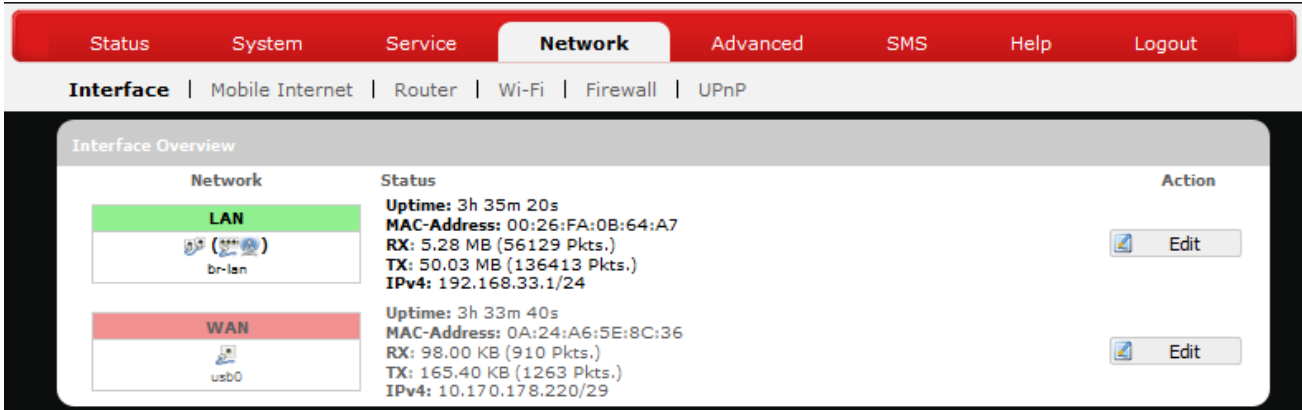 Status System Service Network Advanced SMS Help Logout
Interface | Mobile Internet | Router | Wi-Fi | Firewall | UPnP
Interface Overview
Network Status Action
LAN
br-lan
Uptime: 3h 35m 20s
MAC-Address: 00:26:FA:0B:64:A7
RX: 5.28 MB (56129 Pkts.)
TX: 50.03 MB (136413 Pkts.)
IPv4: 192.168.33.1/24
Edit
WAN
usb0
Uptime: 3h 33m 40s
MAC-Address: 0A:24:A6:5E:8C:36
RX: 98.00 KB (910 Pkts.)
TX: 165.40 KB (1263 Pkts.)
IPv4: 10.170.178.220/29
Edit